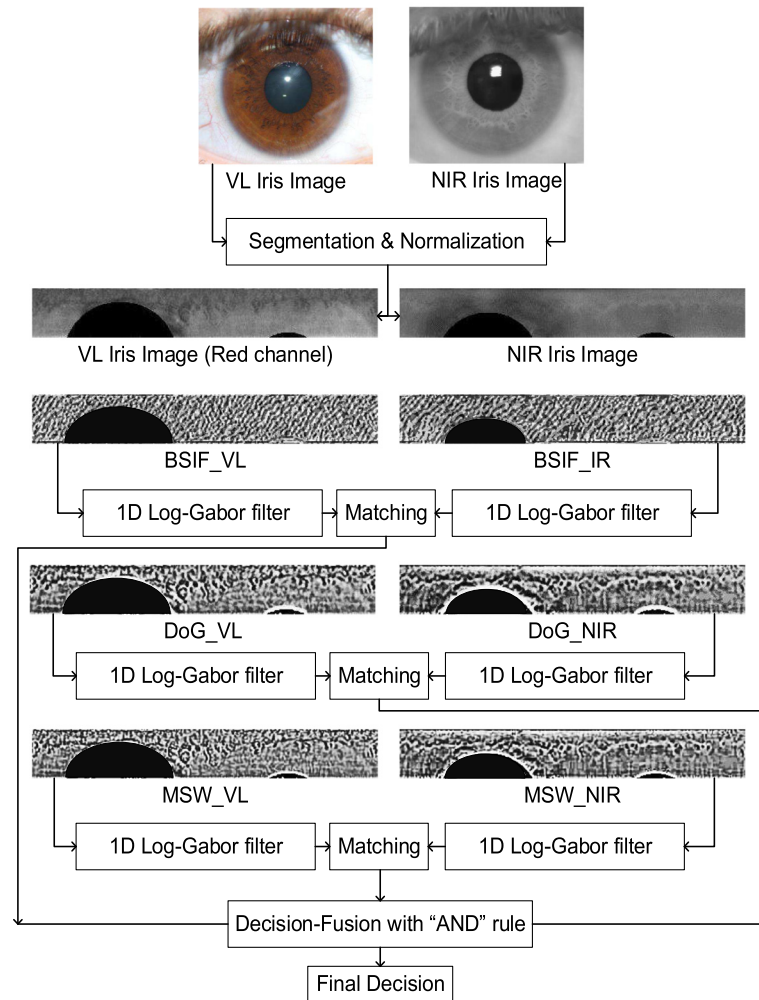 VL Iris Image
NIR Iris Image
Segmentation & Normalization
VL Iris Image (Red channel)
NIR Iris Image
BSIF_VL
BSIF_IR
1D Log-Gabor filter
Matching
1D Log-Gabor filter
DoG_VL
DoG_NIR
1D Log-Gabor filter
Matching
1D Log-Gabor filter
MSW_VL
MSW_NIR
1D Log-Gabor filter
Matching
1D Log-Gabor filter
Decision-Fusion with “AND” rule
Final Decision